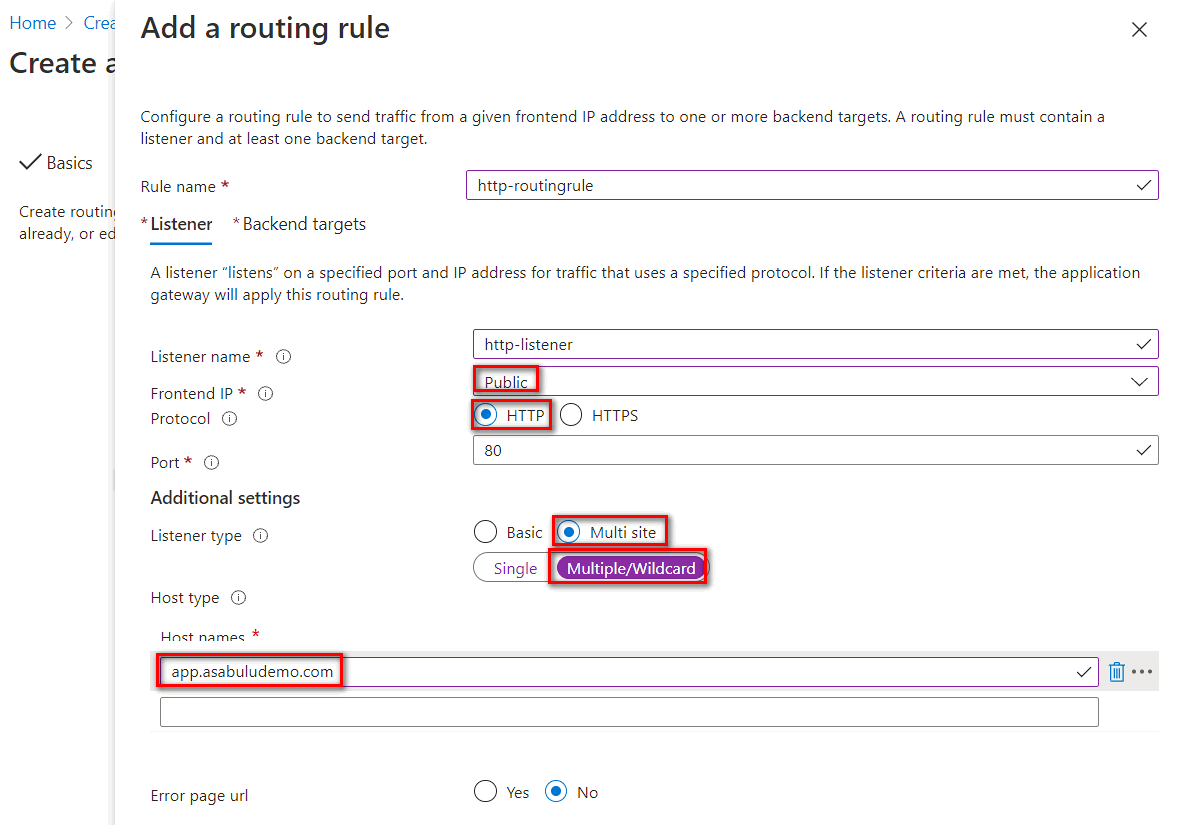 Home > Crea
Add a routing rule
Create a
Configure a routing rule to send traffic from a given frontend IP address to one or more backend targets. A routing rule must contain a
listener and at least one backend target.
Basics
Rule name *
http-routingrule
Create routing
already, or ed
* Listener
* Backend targets
A listener “listens” on a specified port and IP address for traffic that uses a specified protocol. If the listener criteria are met, the application
gateway will apply this routing rule.
Listener name *
http-listener
Frontend IP *
Public
Protocol
HTTP HTTPS
Port *
80
Additional settings
Listener type
Basic Multi site
Single Multiple/Wildcard
Host type
Host names *
app.asabuludemo.com
Error page url
Yes No